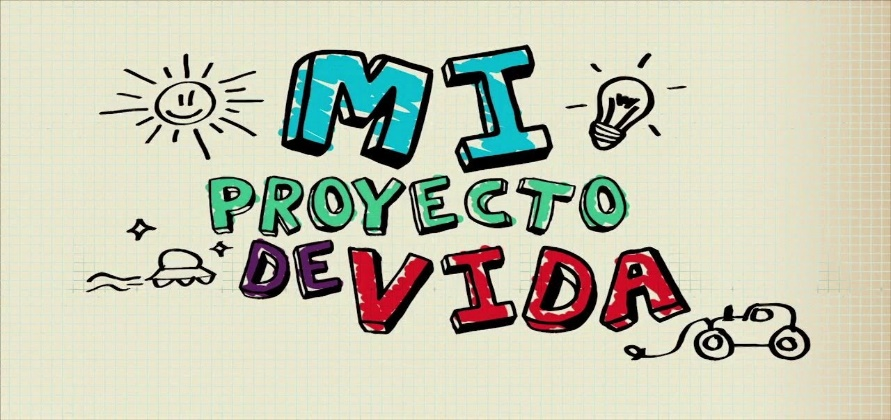 MI
PROYECTO
DE VIDA